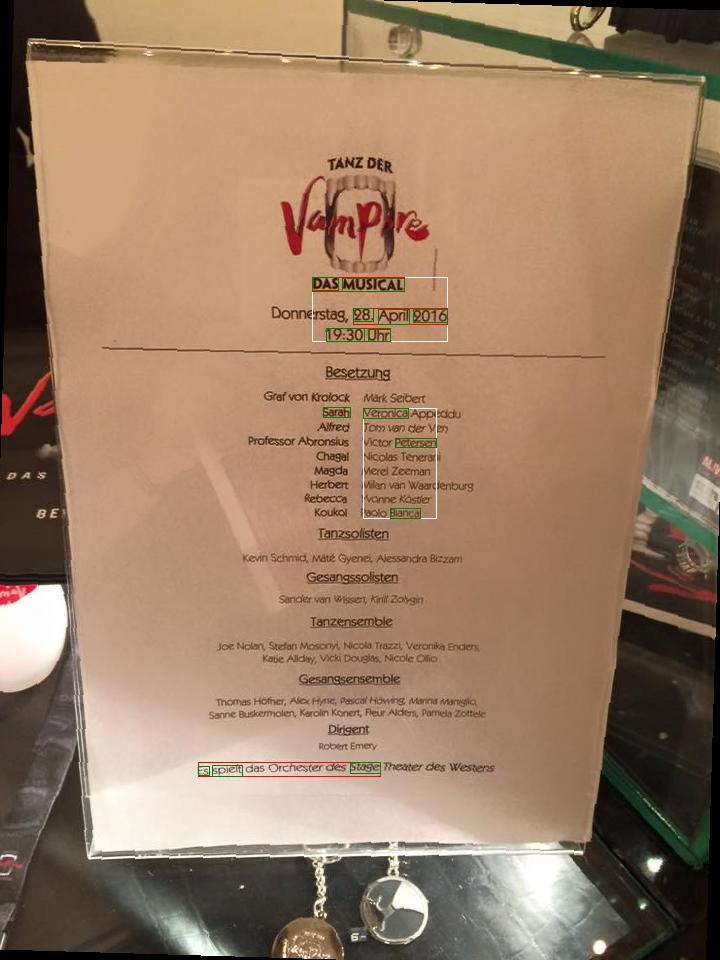 TANZ DER
Vampire
DAS MUSICAL
Donnerstag, 28. April 2016
19:30 Uhr
Besetzung
Graf von Krolock Mark Seibert
Sarah Veronica Appeddu
Alfred Tom van der Ven
Professor Abronsius Victor Petersen
Chagal Nicolas Tenerani
Magda Merel Zeeman
Herbert Milan van Waardenburg
Rebecca Yvonne Köstler
Koukol Paolo Bianca
Tanzsolisten
Kevin Schmid, Máté Gyenei, Alessandra Bizzarri
Gesangssolisten
Sander van Wissen, Kirill Zolygin
Tanzensemble
Joe Nolan, Stefan Mosonyi, Nicola Trazzi, Veronika Enders,
Katie Allday, Vicki Douglas, Nicole Ollio
Gesangsensemble
Thomas Höfner, Alex Hyne, Pascal Höwing, Marina Maniglio,
Sanne Buskermolen, Karolin Konert, Fleur Alders, Pamela Zottele
Dirigent
Robert Emery
Es spielt das Orchester des Stage Theater des Westens
DAS